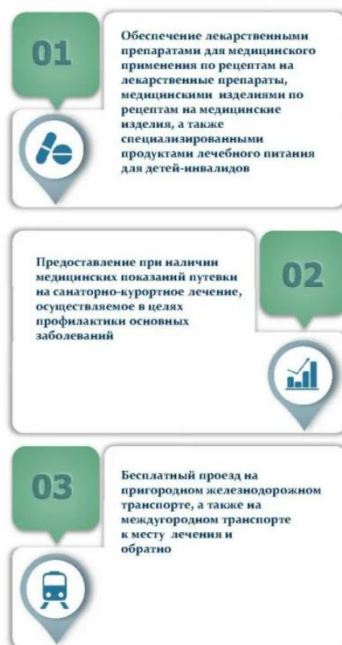 01
Обеспечение лекарственными
препаратами для медицинского
применения по рецептам на
лекарственные препараты,
медицинскими изделиями по
рецептам на медицинские
изделия, а также
специализированными
продуктами лечебного питания
для детей-инвалидов
02
Предоставление при наличии
медицинских показаний путевки
на санаторно-курортное лечение,
осуществляемое в целях
профилактики основных
заболеваний
03
Бесплатный проезд на
пригородном железнодорожном
транспорте, а также на
междугородном транспорте
к месту лечения и
обратно